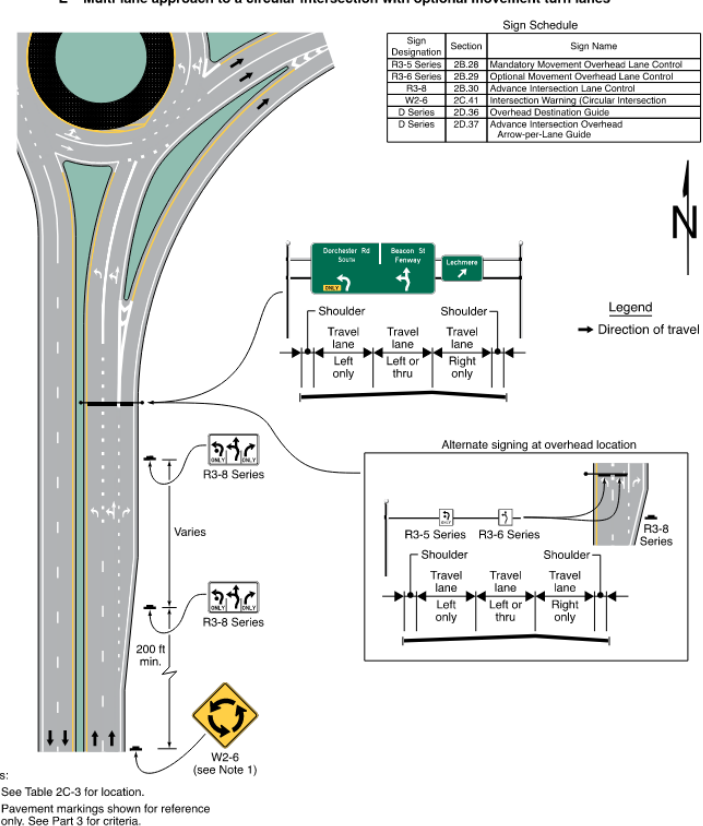 E – Multi-lane approach to a circular intersection with optional movement turn lanes
Sign Schedule
Sign Designation Section Sign Name
R3-5 Series 2B.28 Mandatory Movement Overhead Lane Control
R3-6 Series 2B.29 Optional Movement Overhead Lane Control
R3-8 2B.30 Advance Intersection Lane Control
W2-6 2C.41 Intersection Warning (Circular Intersection
D Series 2D.36 Overhead Destination Guide
D Series 2D.37 Advance Intersection Overhead
Arrow-per-Lane Guide
N
Dorchester Rd
South
ONLY
Beacon St
Fenway
Lechmere
Legend
Direction of travel
Shoulder
Shoulder
Travel lane
Travel lane
Travel lane
Left only
Left or thru
Right only
ONLY
ONLY
R3-8 Series
Varies
ONLY
ONLY
R3-8 Series
200 ft
min.
W2-6
(see Note 1)
Alternate signing at overhead location
ONLY
R3-5 Series
R3-6 Series
R3-8
Series
Shoulder
Shoulder
Travel lane
Travel lane
Travel lane
Left only
Left or thru
Right only
s:
See Table 2C-3 for location.
Pavement markings shown for reference
only. See Part 3 for criteria.